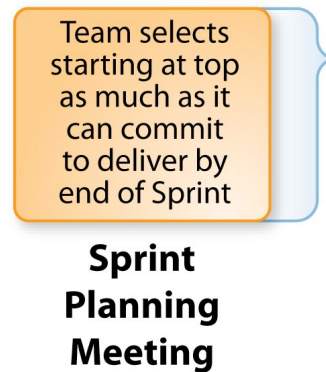 Team selects
starting at top
as much as it
can commit
to deliver by
end of Sprint
Sprint
Planning
Meeting